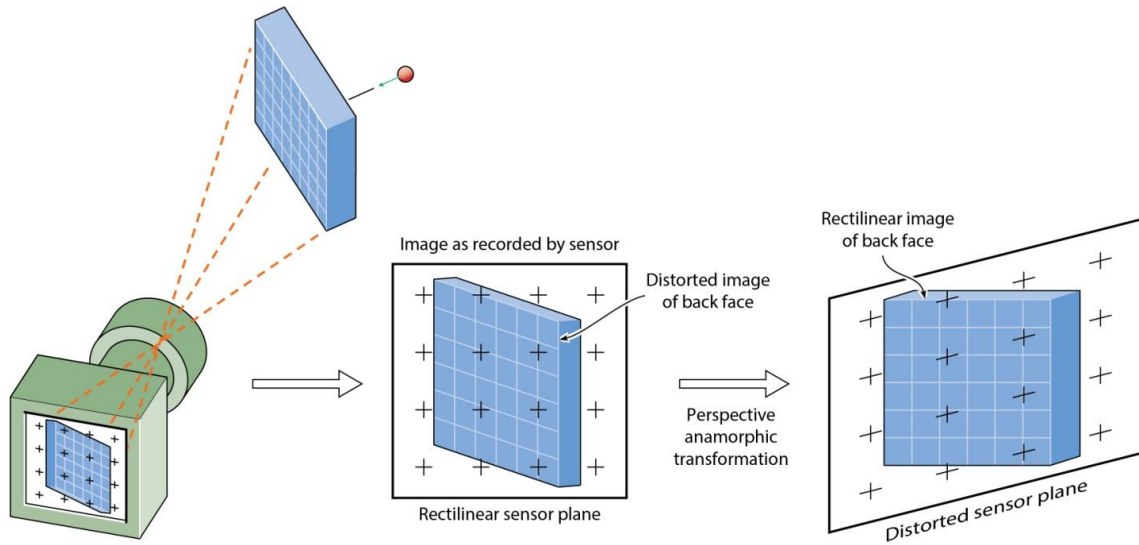 Image as recorded by sensor
Distorted image
of back face
Rectilinear sensor plane
Perspective
anamorphic
transformation
Rectilinear image
of back face
Distorted sensor plane